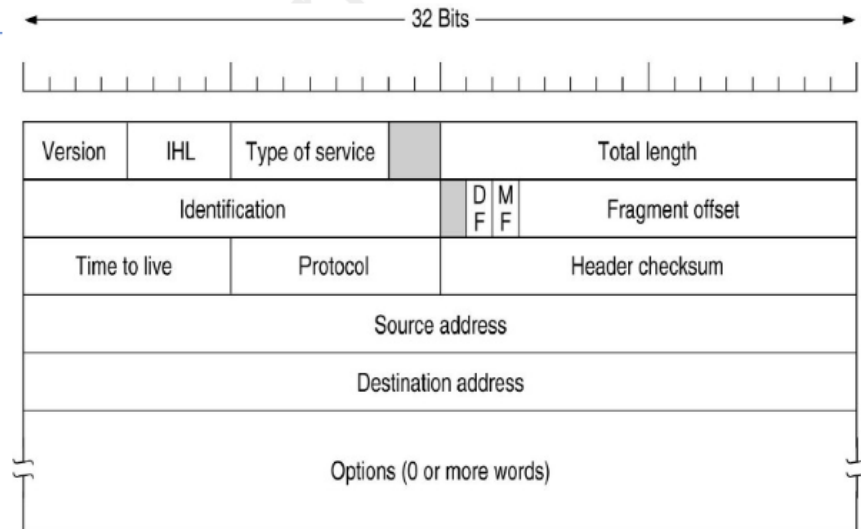 32 Bits
Version IHL Type of service Total length
Identification D F M F Fragment offset
Time to live Protocol Header checksum
Source address
Destination address
Options (0 or more words)